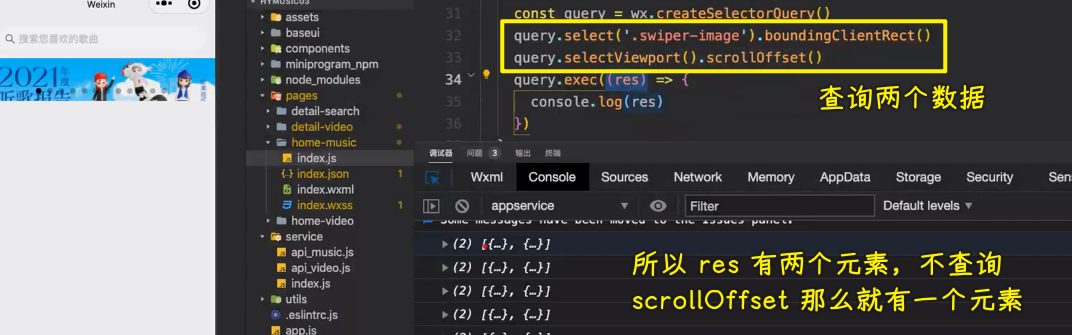 Weixin
搜索您喜欢的歌曲
2021年度
听歌报告
HYMUSIC03
assets
baseui
components
miniprogram_npm
node_modules
pages
detail-search
detail-video
home-music
index.js
index.json 1
index.wxml
index.wxss 1
home-video
service
api_music.js
api_video.js
index.js
utils
.eslintrc.js
app.js
31 const query = wx.createSelectorQuery()
32 query.select('.swiper-image').boundingClientRect()
33 query.selectViewport().scrollOffset()
34 query.exec((res) => {
35 console.log(res)
36 })
查询两个数据
调试器 问题 3 输出 终端
Wxml Console Sources Network Memory AppData Storage Security Sens
appservice Filter Default levels
Some messages have been moved to the Issues panel.
(2) [{…}, {…}]
(2) [{…}, {…}]
(2) [{…}, {…}]
(2) [{…}, {…}]
(2) [{…}, {…}]
所以 res 有两个元素，不查询
scrollOffset 那么就有一个元素